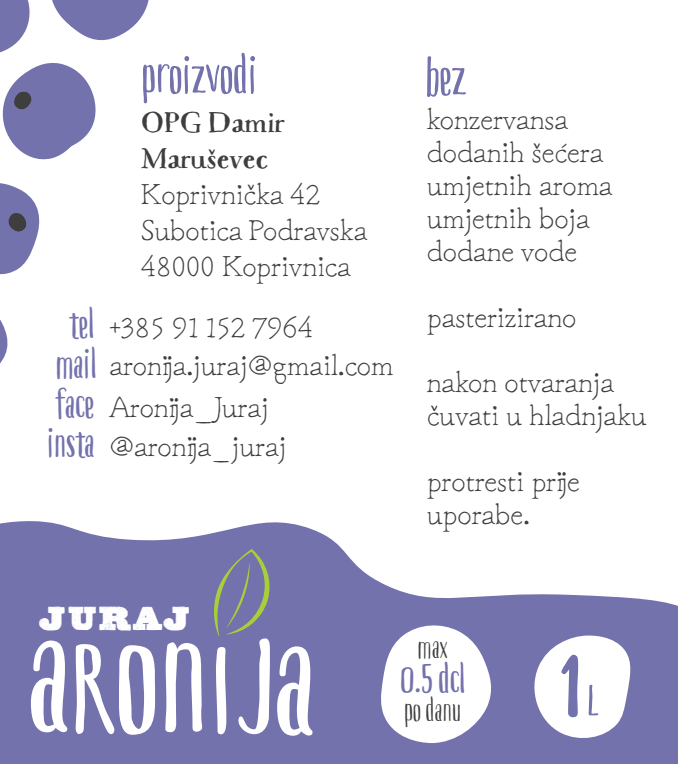 proizvodi
OPG Damir
Maruševec
Koprivnička 42
Subotica Podravska
48000 Koprivnica
tel +385 91 152 7964
mail aronija.juraj@gmail.com
face Aronija_Juraj
insta @aronija_juraj
bez
konzervansa
dodanih šećera
umjetnih aroma
umjetnih boja
dodane vode
pasterizirano
nakon otvaranja
čuvati u hladnjaku
protresti prije
uporabe.
JURAJ
aRONIJa
max
0.5 dcl
po danu
1L